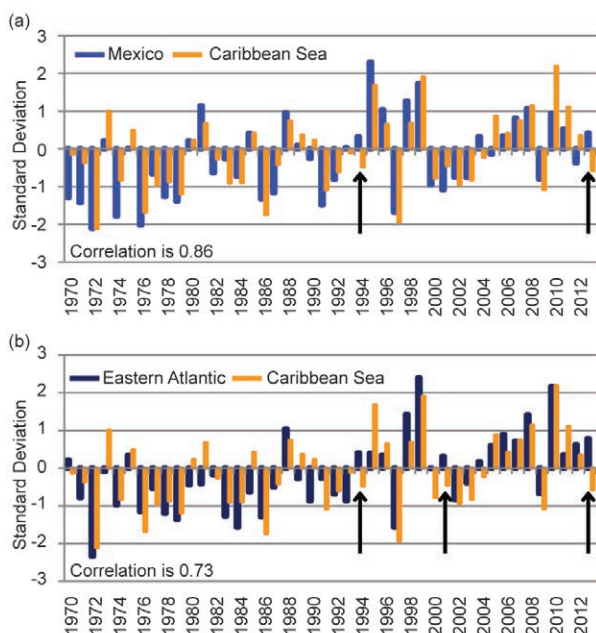 (a)
3
Mexico Caribbean Sea
2
1
0
-1
-2
-3
Standard Deviation
Correlation is 0.86
1970 1972 1974 1976 1978 1980 1982 1984 1986 1988 1990 1992 1994 1996 1998 2000 2002 2004 2006 2008 2010 2012
(b)
3
Eastern Atlantic Caribbean Sea
2
1
0
-1
-2
-3
Standard Deviation
Correlation is 0.73
1970 1972 1974 1976 1978 1980 1982 1984 1986 1988 1990 1992 1994 1996 1998 2000 2002 2004 2006 2008 2010 2012